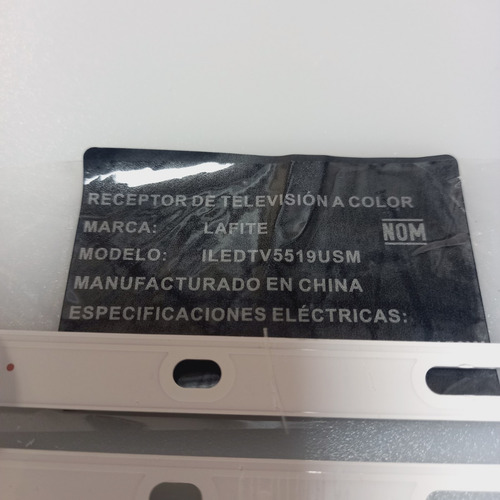 RECEPTOR DE TELEVISIÓN A COLOR
MARCA: LAFITE
NOM
MODELO: ILEDTV5519USM
MANUFACTURADO EN CHINA
ESPECIFICACIONES ELÉCTRICAS: